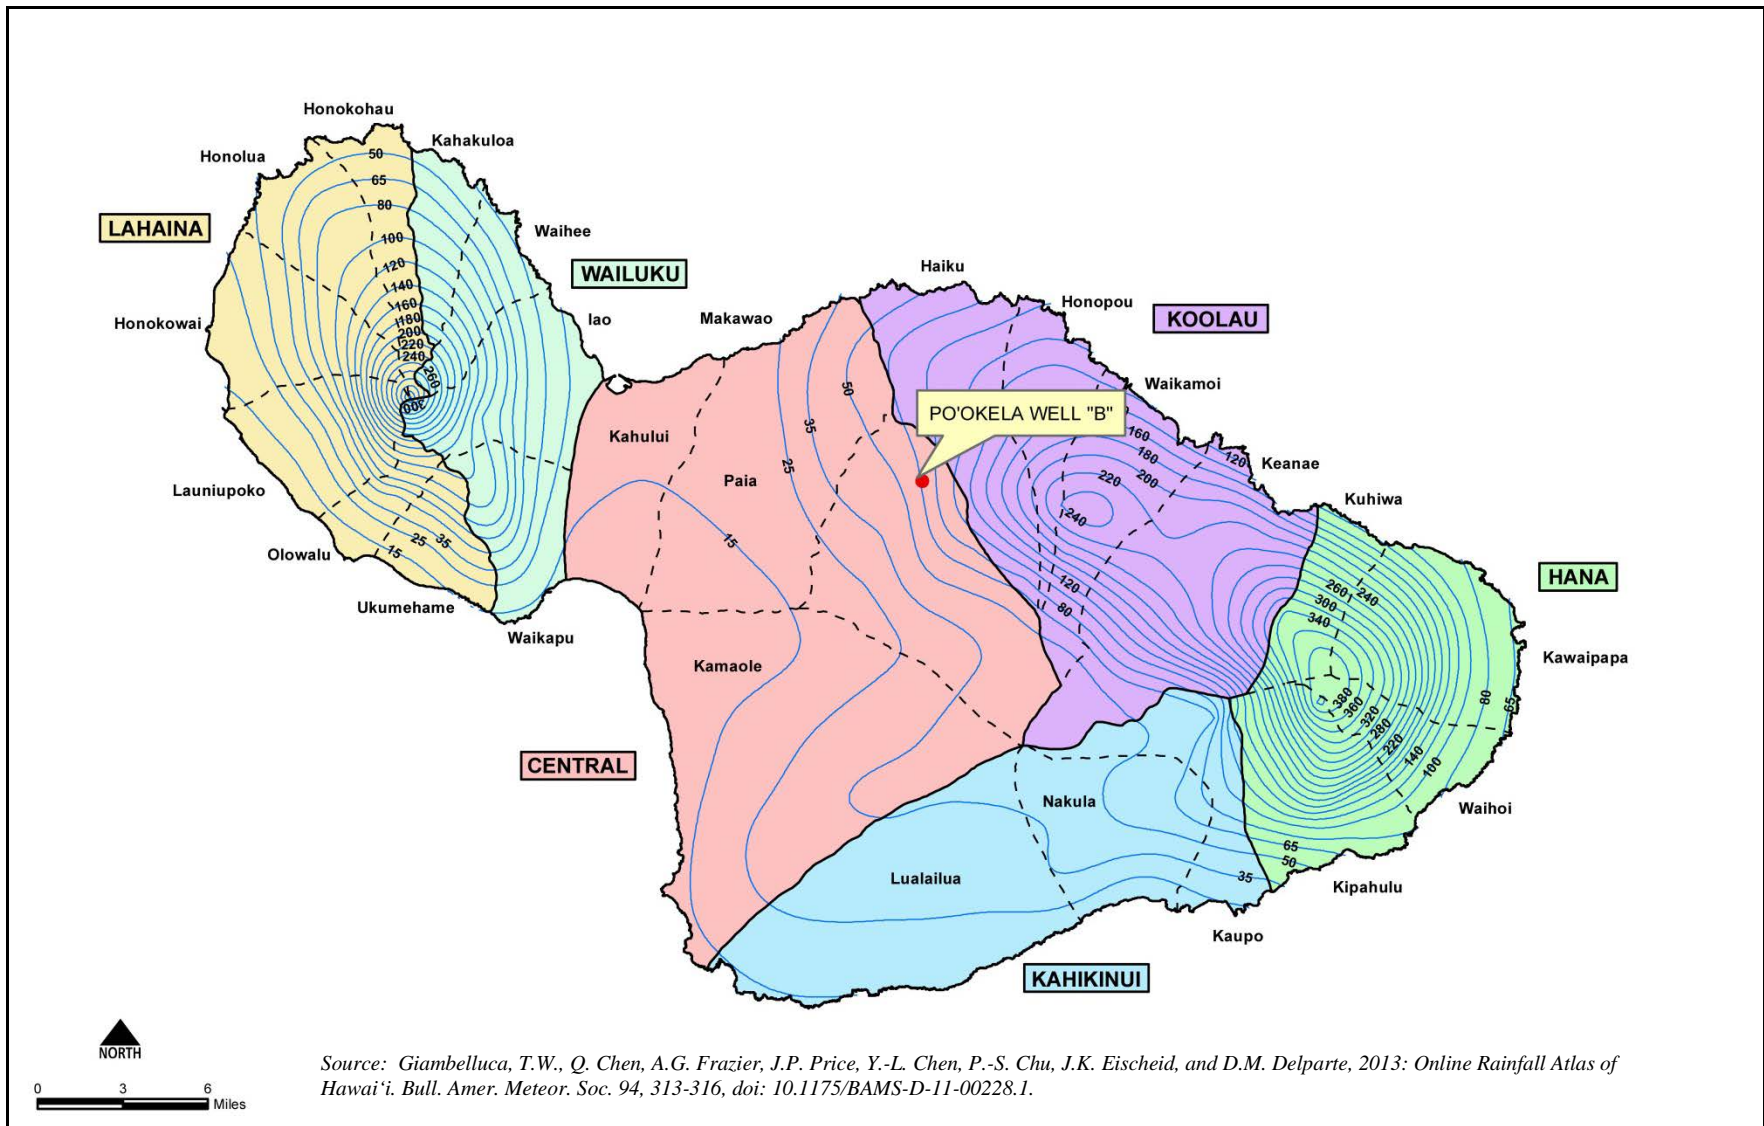 Honokohau
Kahakuloa
Honolua
50
65
80
LAHAINA
100
Waihee
120
WAILUKU
140
160
180
200
220
240
260
300
Honokowai
Iao
Makawao
Haiku
Honopou
KOOLAU
Waikamoi
50
35
25
PO'OKELA WELL "B"
160
180
200
220
240
120
Keanae
Kahului
Paia
Kuhiwa
Launiupoko
15
25
35
15
Olowalu
Ukumehame
Waikapu
120
80
HANA
260
240
300
340
Kawaipapa
Kamaole
380
360
320
280
220
140
100
80
65
CENTRAL
Nakula
Waihoi
65
50
35
Lualailua
Kipahulu
Kaupo
KAHIKINUI
NORTH
0 3 6
Miles
Source: Giambelluca, T.W., Q. Chen, A.G. Frazier, J.P. Price, Y.-L. Chen, P.-S. Chu, J.K. Eischeid, and D.M. Delparte, 2013: Online Rainfall Atlas of
Hawai‘i. Bull. Amer. Meteor. Soc. 94, 313-316, doi: 10.1175/BAMS-D-11-00228.1.